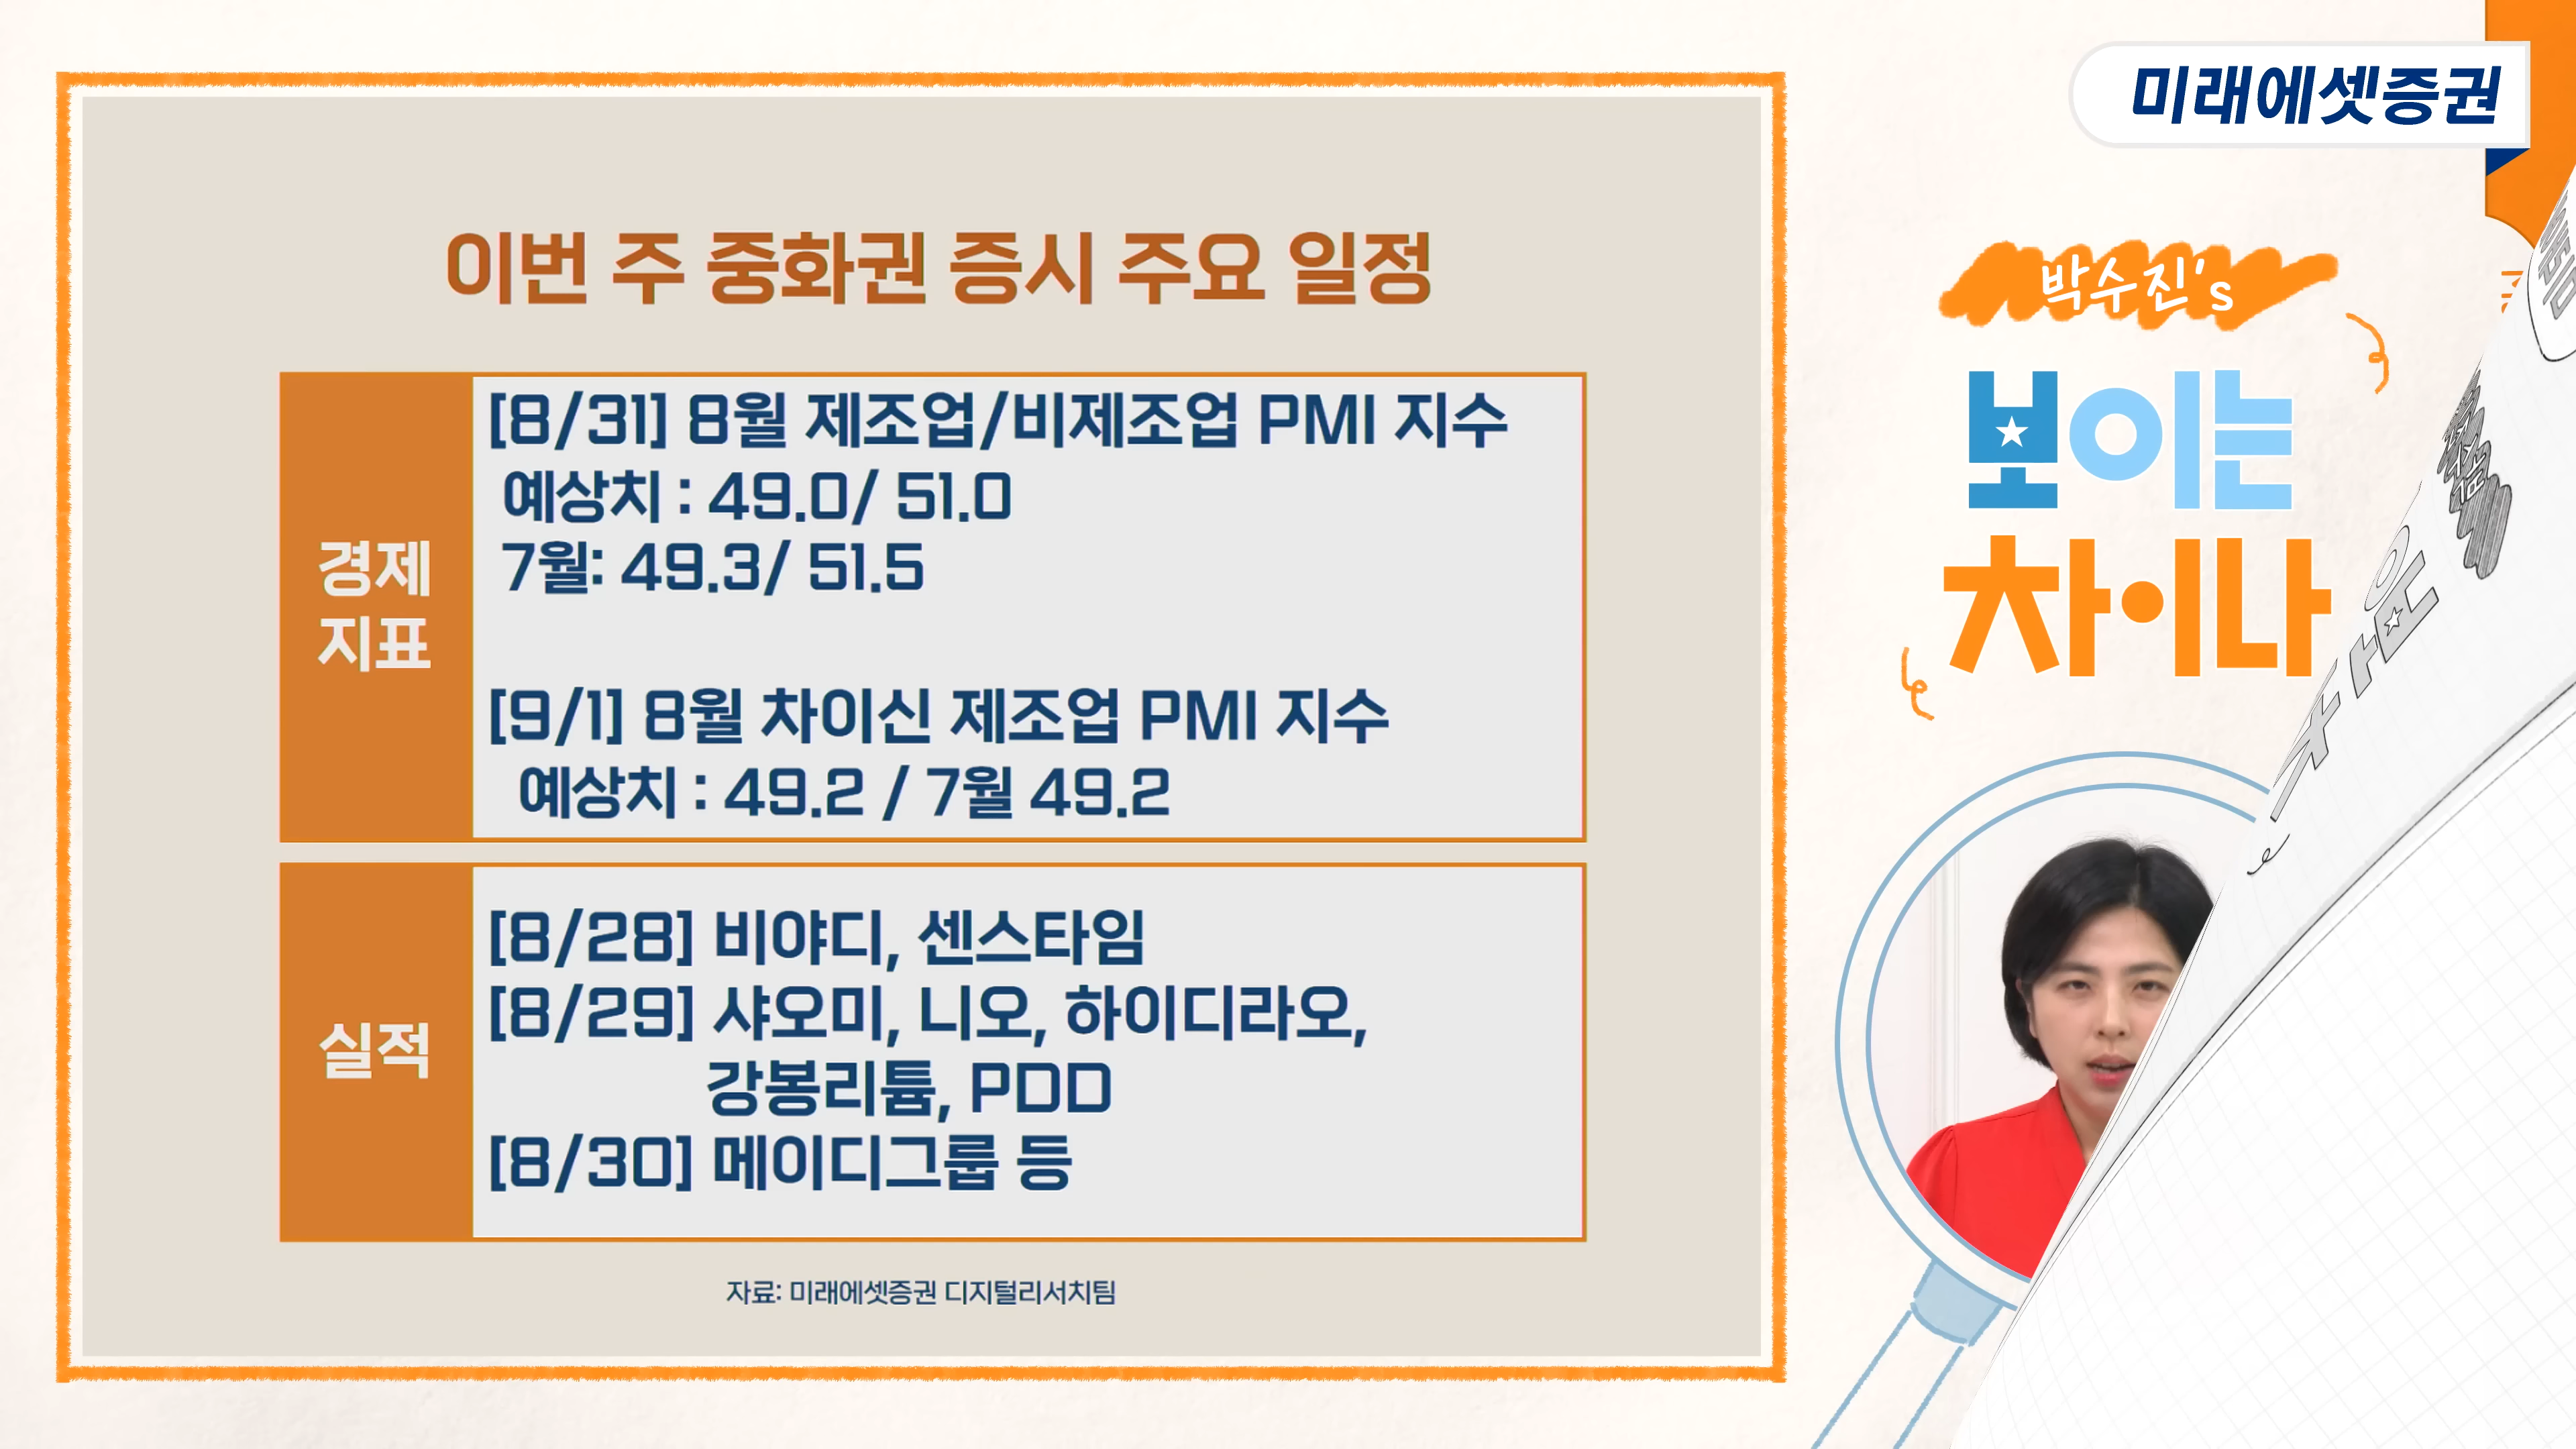 미래에셋증권
이번 주 중화권 증시 주요 일정
경제
지표
[8/31] 8월 제조업/비제조업 PMI 지수
예상치 : 49.0/ 51.0
7월: 49.3/ 51.5
[9/1] 8월 차이신 제조업 PMI 지수
예상치 : 49.2 / 7월 49.2
실적
[8/28] 비야디, 센스타임
[8/29] 샤오미, 니오, 하이디라오,
강봉리튬, PDD
[8/30] 메이디그룹 등
자료: 미래에셋증권 디지털리서치팀
박수진's
보이는
차이나